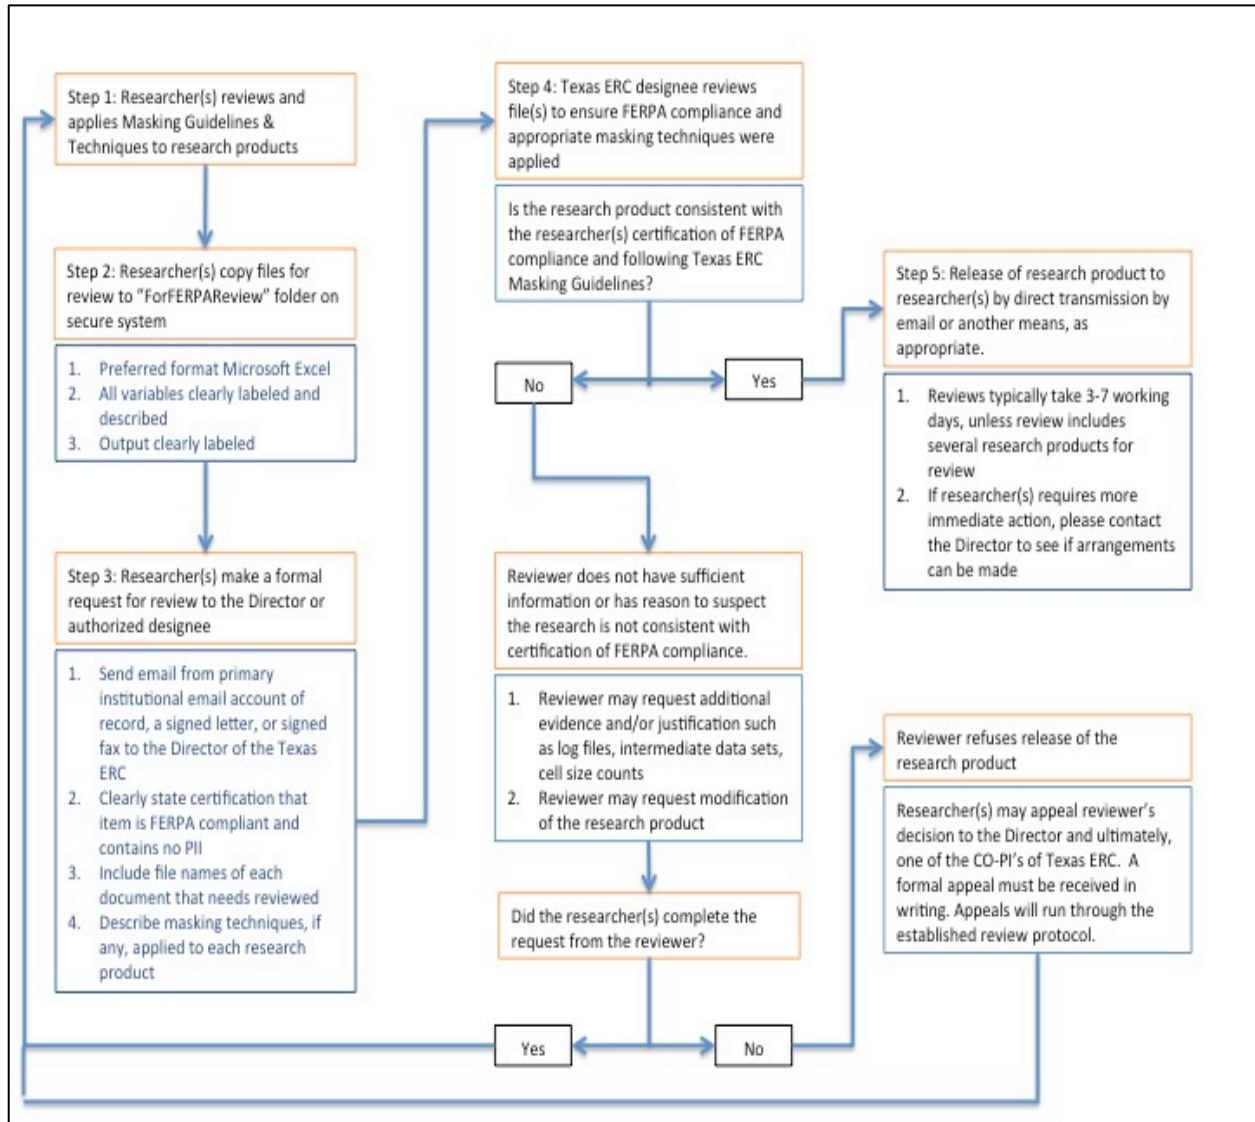 Step 1: Researcher(s) reviews and
applies Masking Guidelines &
Techniques to research products
Step 2: Researcher(s) copy files for
review to "ForFERPAReview" folder on
secure system
1. Preferred format Microsoft Excel
2. All variables clearly labeled and
described
3. Output clearly labeled
Step 3: Researcher(s) make a formal
request for review to the Director or
authorized designee
1. Send email from primary
institutional email account of
record, a signed letter, or signed
fax to the Director of the Texas
ERC
2. Clearly state certification that
item is FERPA compliant and
contains no PII
3. Include file names of each
document that needs reviewed
4. Describe masking techniques, if
any, applied to each research
product
Step 4: Texas ERC designee reviews
file(s) to ensure FERPA compliance and
appropriate masking techniques were
applied
Is the research product consistent with
the researcher(s) certification of FERPA
compliance and following Texas ERC
Masking Guidelines?
No
Yes
Step 5: Release of research product to
researcher(s) by direct transmission by
email or another means, as
appropriate.
1. Reviews typically take 3-7 working
days, unless review includes
several research products for
review
2. If researcher(s) requires more
immediate action, please contact
the Director to see if arrangements
can be made
Reviewer does not have sufficient
information or has reason to suspect
the research is not consistent with
certification of FERPA compliance.
1. Reviewer may request additional
evidence and/or justification such
as log files, intermediate data sets,
cell size counts
2. Reviewer may request modification
of the research product
Did the researcher(s) complete the
request from the reviewer?
Yes
No
Reviewer refuses release of the
research product
Researcher(s) may appeal reviewer's
decision to the Director and ultimately,
one of the CO-PI's of Texas ERC. A
formal appeal must be received in
writing. Appeals will run through the
established review protocol.